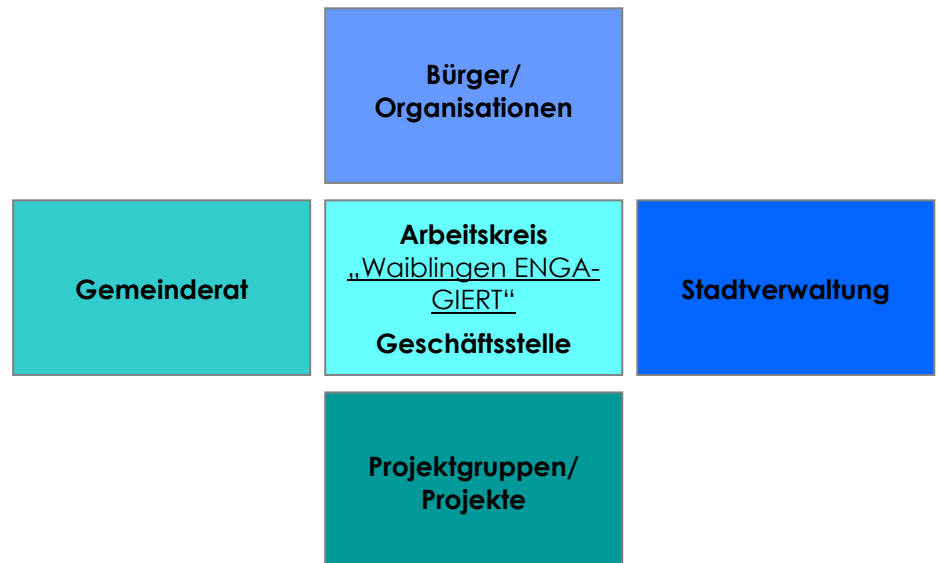 Bürger/
Organisationen
Gemeinderat
Arbeitskreis
„Waiblingen ENGA-
GIERT“
Geschäftsstelle
Stadtverwaltung
Projektgruppen/
Projekte